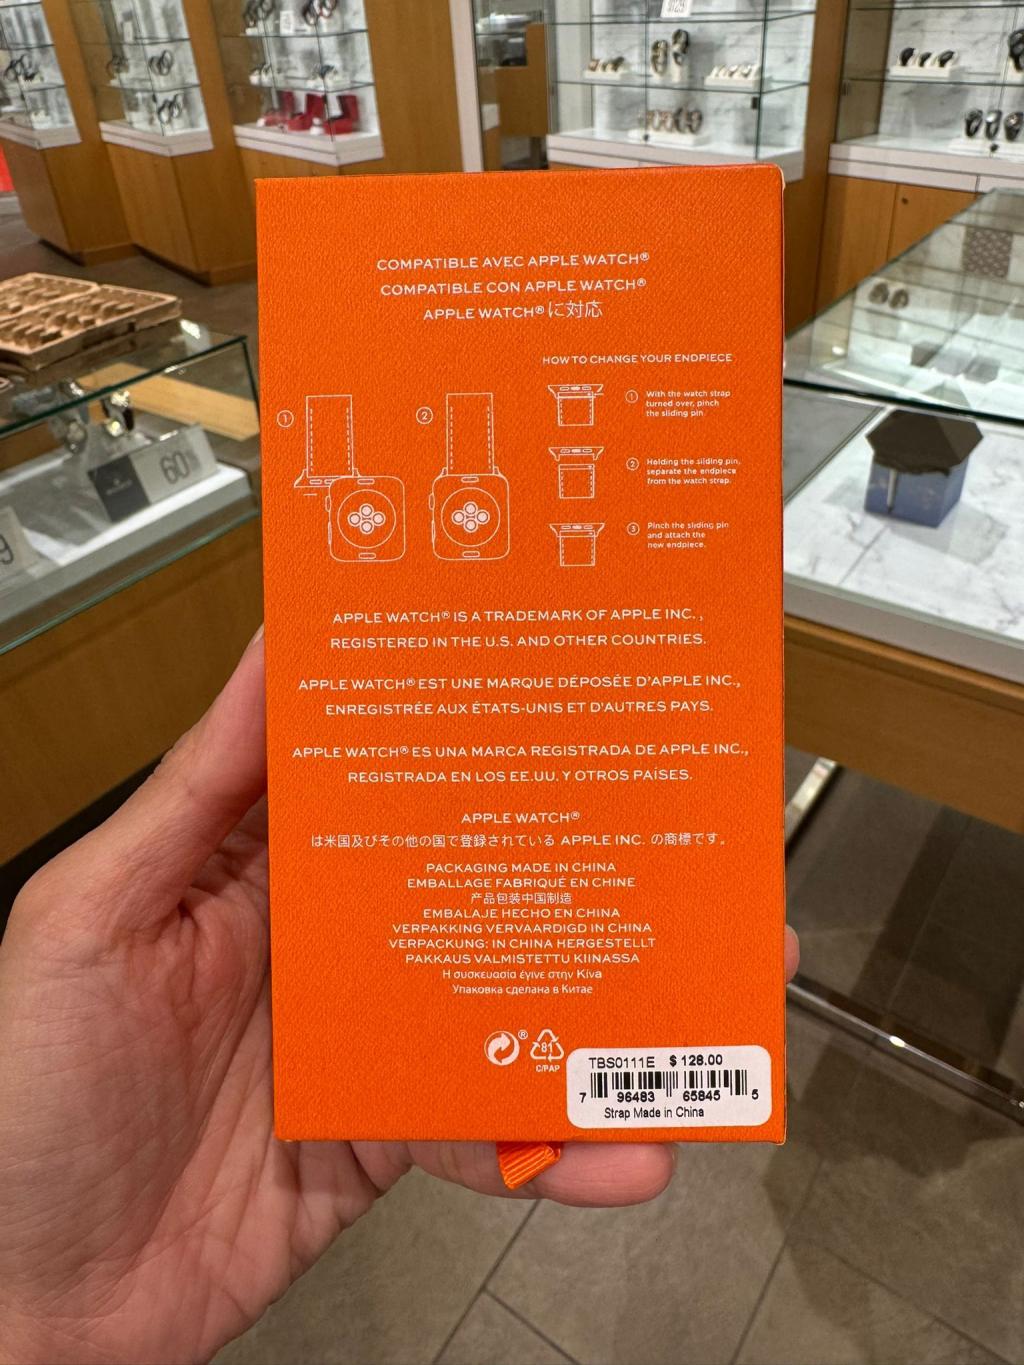 COMPATIBLE AVEC APPLE WATCH®
COMPATIBLE CON APPLE WATCH®
APPLE WATCH® に対応
HOW TO CHANGE YOUR ENDPIECE
1
2
1 With the watch strap
turned over, pinch
the sliding pin.
2 Holding the sliding pin,
separate the endpiece
from the watch strap.
3 Pinch the sliding pin
and attach the
new endpiece.
APPLE WATCH® IS A TRADEMARK OF APPLE INC. ,
REGISTERED IN THE U.S. AND OTHER COUNTRIES.
APPLE WATCH® EST UNE MARQUE DÉPOSÉE D'APPLE INC.,
ENREGISTRÉE AUX ÉTATS-UNIS ET D'AUTRES PAYS.
APPLE WATCH® ES UNA MARCA REGISTRADA DE APPLE INC.,
REGISTRADA EN LOS EE.UU. Y OTROS PAÍSES.
APPLE WATCH®
は米国及びその他の国で登録されている APPLE INC. の商標です。
PACKAGING MADE IN CHINA
EMBALLAGE FABRIQUÉ EN CHINE
产品包装中国制造
EMBALAJE HECHO EN CHINA
VERPAKKING VERVAARDIGD IN CHINA
VERPACKUNG: IN CHINA HERGESTELLT
PAKKAUS VALMISTETTU KIINASSA
Η συσκευασία έγινε στην Κίνα
Упаковка сделана в Китае
®
81
C/PAP
TBS0111E $ 128.00
7 96483 65845 5
Strap Made in China
60%